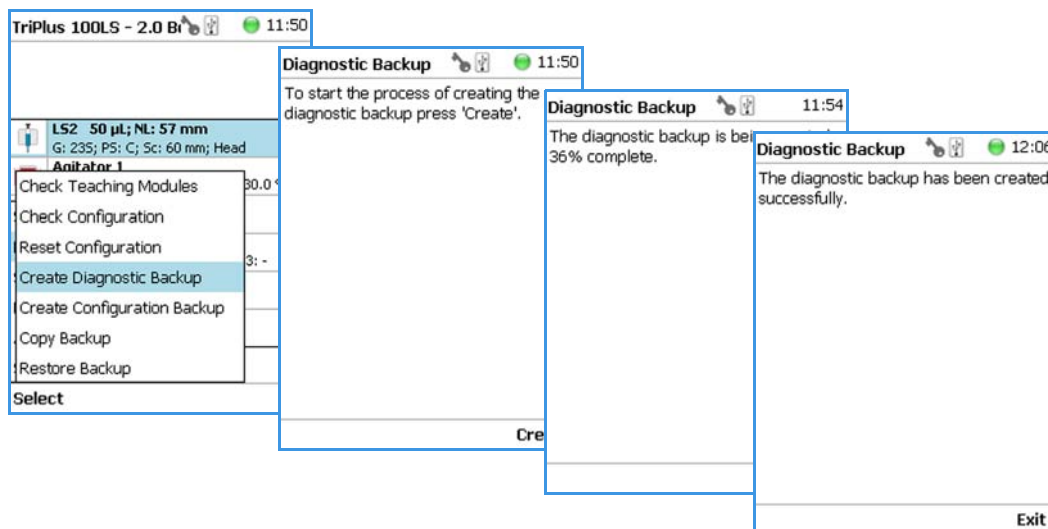 TriPlus 100LS - 2.0 B
11:50
LS2 50 µL; NL: 57 mm
G: 235; PS: C; Sc: 60 mm; Head
Agitator 1
30.0
Check Teaching Modules
Check Configuration
Reset Configuration
3: -
Create Diagnostic Backup
Create Configuration Backup
Copy Backup
Restore Backup
Select
Diagnostic Backup 11:50
To start the process of creating the
diagnostic backup press 'Create'.
Cre
Diagnostic Backup 11:54
The diagnostic backup is bei
36% complete.
Diagnostic Backup 12:06
The diagnostic backup has been created
successfully.
Exit